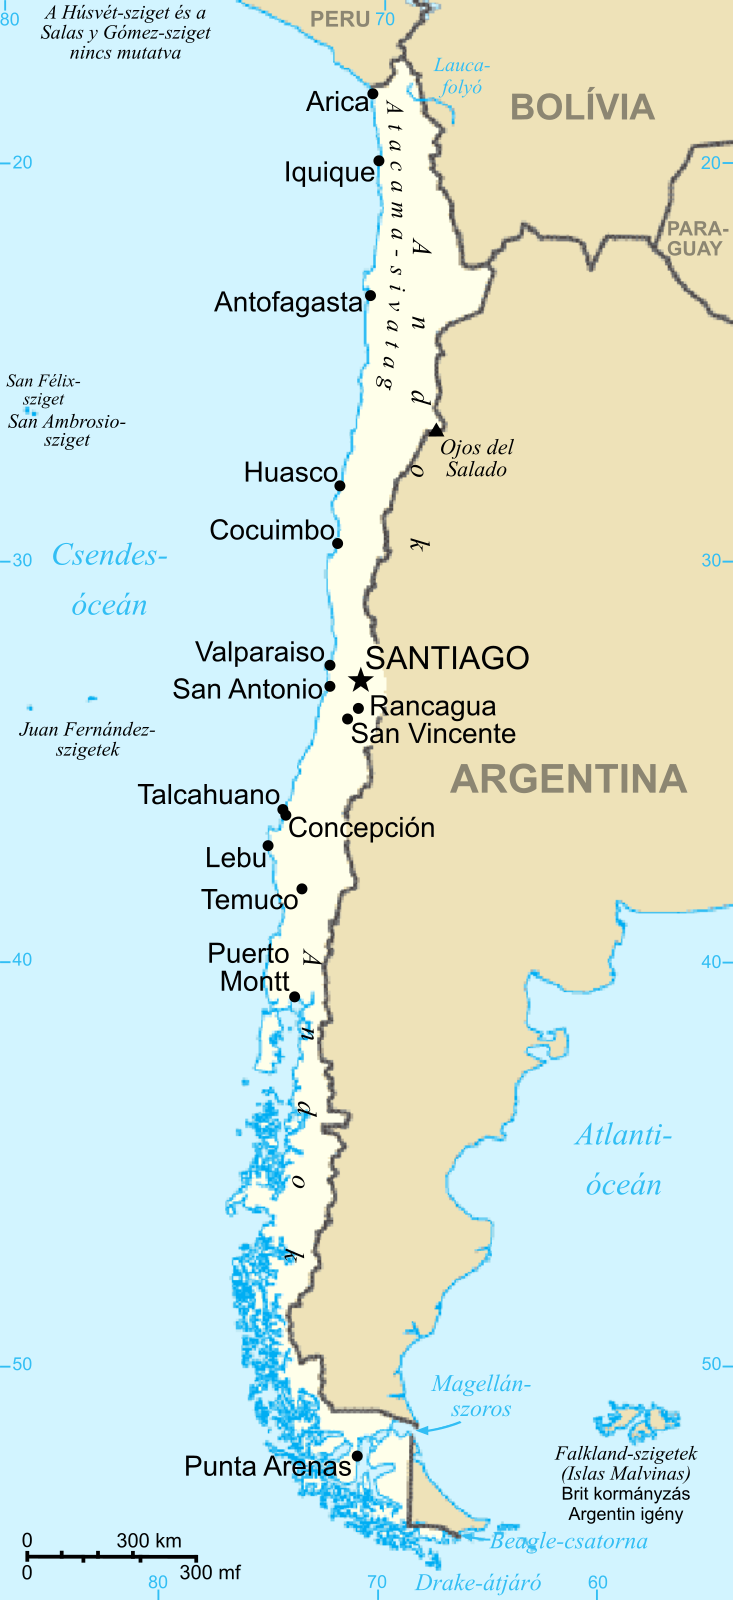 80
A Húsvét-sziget és a
Salas y Gómez-sziget
nincs mutatva
PERU
70
Lauca-
folyó
Arica
BOLÍVIA
Atacama-sivatag
20
20
Iquique
PARA-
GUAY
Andok
Antofagasta
San Félix-
sziget
San Ambrosio-
sziget
Ojos del
Salado
Huasco
Cocuimbo
Csendes-
óceán
30
30
Valparaiso
SANTIAGO
San Antonio
Rancagua
San Vincente
Juan Fernández-
szigetek
ARGENTINA
Talcahuano
Concepción
Lebu
Temuco
Puerto
Montt
Andok
40
40
Atlanti-
óceán
50
50
Magellán-
szoros
Punta Arenas
Falkland-szigetek
(Islas Malvinas)
Brit kormányzás
Argentin igény
Beagle-csatorna
0 300 km
0 300 mf
Drake-átjáró
80
70
60